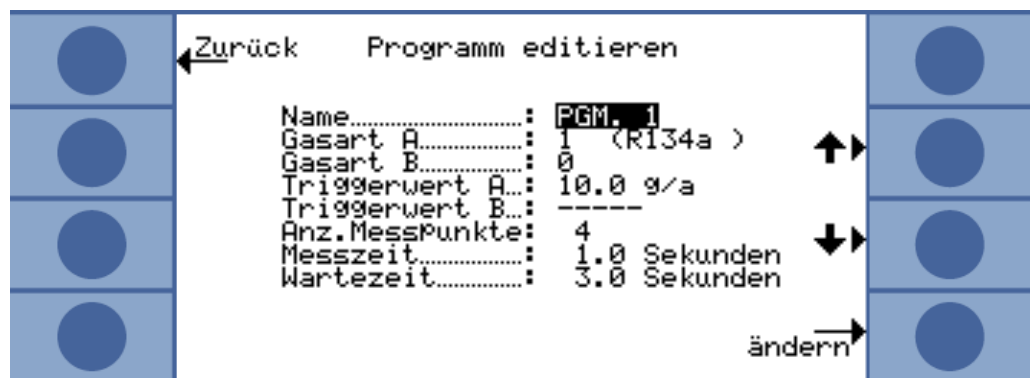 Zurück Programm editieren
Name....................: PGM. 1
Gasart A................: 1 (R134a )
Gasart B................: 0
Triggerwert A..: 10.0 g/a
Triggerwert B..: -----
Anz.Messpunkte: 4
Messzeit................: 1.0 Sekunden
Wartezeit...............: 3.0 Sekunden
ändern